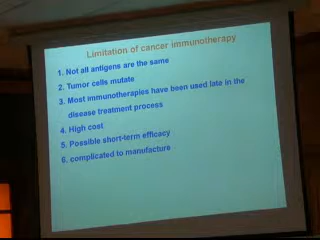 Limitation of cancer immunotherapy
1. Not all antigens are the same
2. Tumor cells mutate
3. Most immunotherapies have been used late in the
disease treatment process
4. High cost
5. Possible short-term efficacy
6. complicated to manufacture